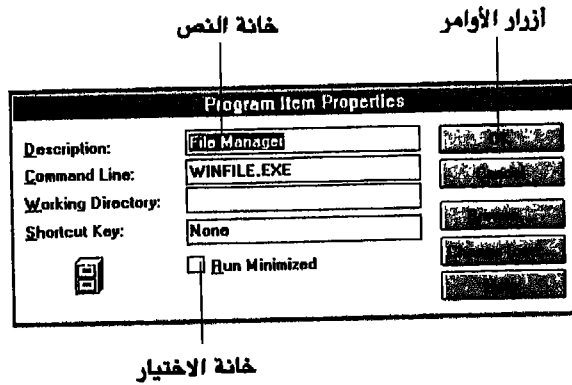 أزرار الأوامر
خانة النص
Program Item Properties
Description: File Manager
Command Line: WINFILE.EXE
Working Directory:
Shortcut Key: None
Run Minimized
خانة الاختيار